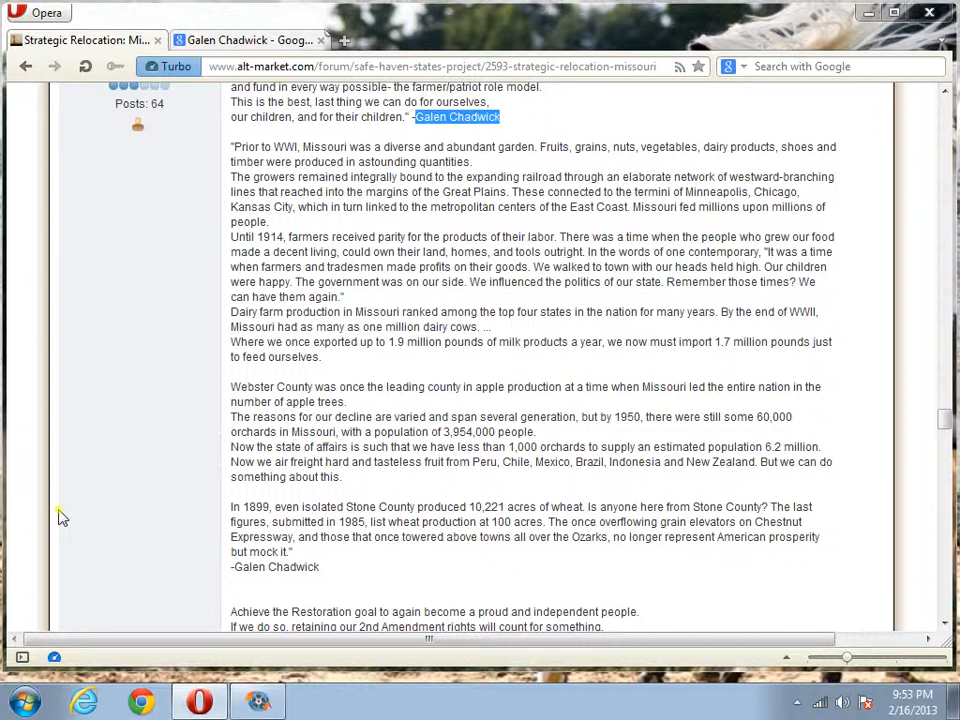 Opera
Strategic Relocation: Mi...
Galen Chadwick - Goog...
Turbo
www.alt-market.com/forum/safe-haven-states-project/2593-strategic-relocation-missouri
Search with Google
Posts: 64
and fund in every way possible- the farmer/patriot role model.
This is the best, last thing we can do for ourselves,
our children, and for their children." -Galen Chadwick
"Prior to WWI, Missouri was a diverse and abundant garden. Fruits, grains, nuts, vegetables, dairy products, shoes and
timber were produced in astounding quantities.
The growers remained integrally bound to the expanding railroad through an elaborate network of westward-branching
lines that reached into the margins of the Great Plains. These connected to the termini of Minneapolis, Chicago,
Kansas City, which in turn linked to the metropolitan centers of the East Coast. Missouri fed millions upon millions of
people.
Until 1914, farmers received parity for the products of their labor. There was a time when the people who grew our food
made a decent living, could own their land, homes, and tools outright. In the words of one contemporary, "It was a time
when farmers and tradesmen made profits on their goods. We walked to town with our heads held high. Our children
were happy. The government was on our side. We influenced the politics of our state. Remember those times? We
can have them again."
Dairy farm production in Missouri ranked among the top four states in the nation for many years. By the end of WWII,
Missouri had as many as one million dairy cows. ...
Where we once exported up to 1.9 million pounds of milk products a year, we now must import 1.7 million pounds just
to feed ourselves.
Webster County was once the leading county in apple production at a time when Missouri led the entire nation in the
number of apple trees.
The reasons for our decline are varied and span several generation, but by 1950, there were still some 60,000
orchards in Missouri, with a population of 3,954,000 people.
Now the state of affairs is such that we have less than 1,000 orchards to supply an estimated population 6.2 million.
Now we air freight hard and tasteless fruit from Peru, Chile, Mexico, Brazil, Indonesia and New Zealand. But we can do
something about this.
In 1899, even isolated Stone County produced 10,221 acres of wheat. Is anyone here from Stone County? The last
figures, submitted in 1985, list wheat production at 100 acres. The once overflowing grain elevators on Chestnut
Expressway, and those that once towered above towns all over the Ozarks, no longer represent American prosperity
but mock it."
-Galen Chadwick
Achieve the Restoration goal to again become a proud and independent people.
If we do so, retaining our 2nd Amendment rights will count for something.
9:53 PM
2/16/2013